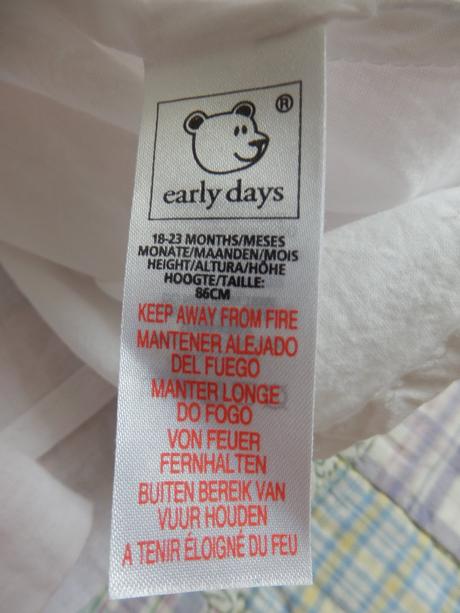 ®
early days
18-23 MONTHS/MESES
MONATE/MAANDEN/MOIS
HEIGHT/ALTURA/HÖHE
HOOGTE/TAILLE:
86CM
KEEP AWAY FROM FIRE
MANTENER ALEJADO
DEL FUEGO
MANTER LONGE
DO FOGO
VON FEUER
FERNHALTEN
BUITEN BEREIK VAN
VUUR HOUDEN
A TENIR ÉLOIGNÉ DU FEU